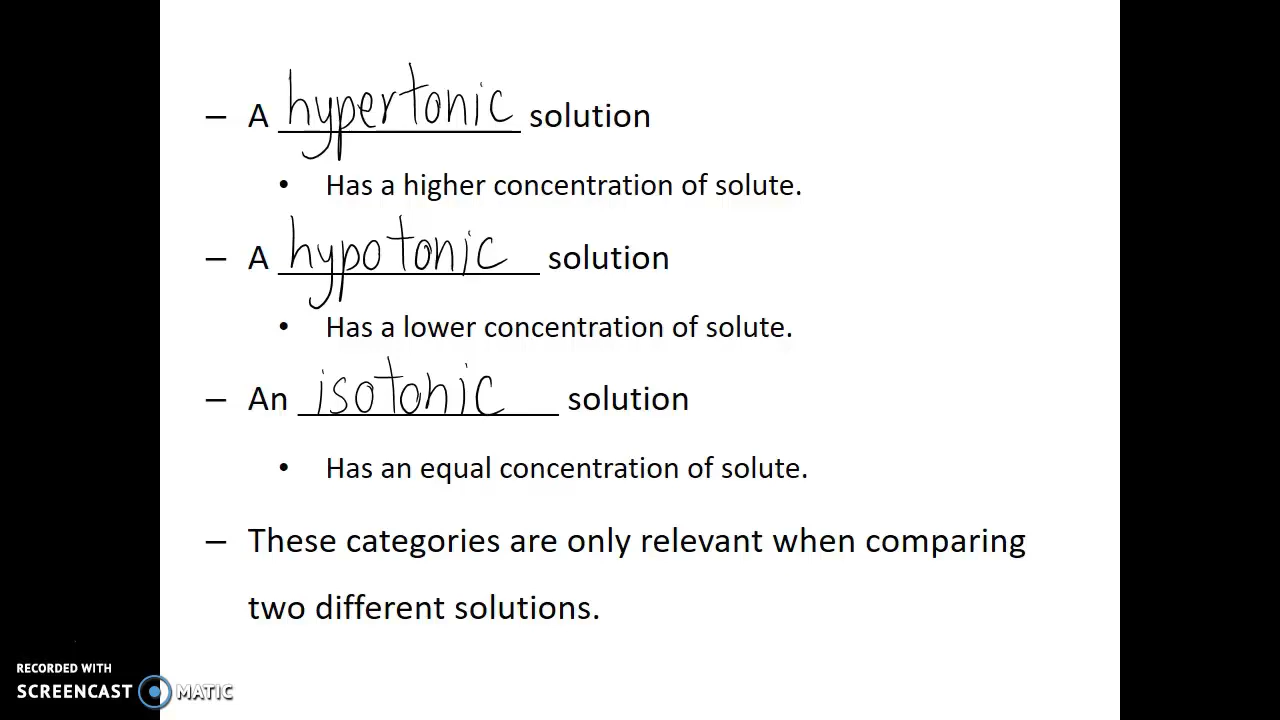 – A hypertonic solution
• Has a higher concentration of solute.
– A hypotonic solution
• Has a lower concentration of solute.
– An isotonic solution
• Has an equal concentration of solute.
– These categories are only relevant when comparing
two different solutions.
RECORDED WITH
SCREENCAST MATIC